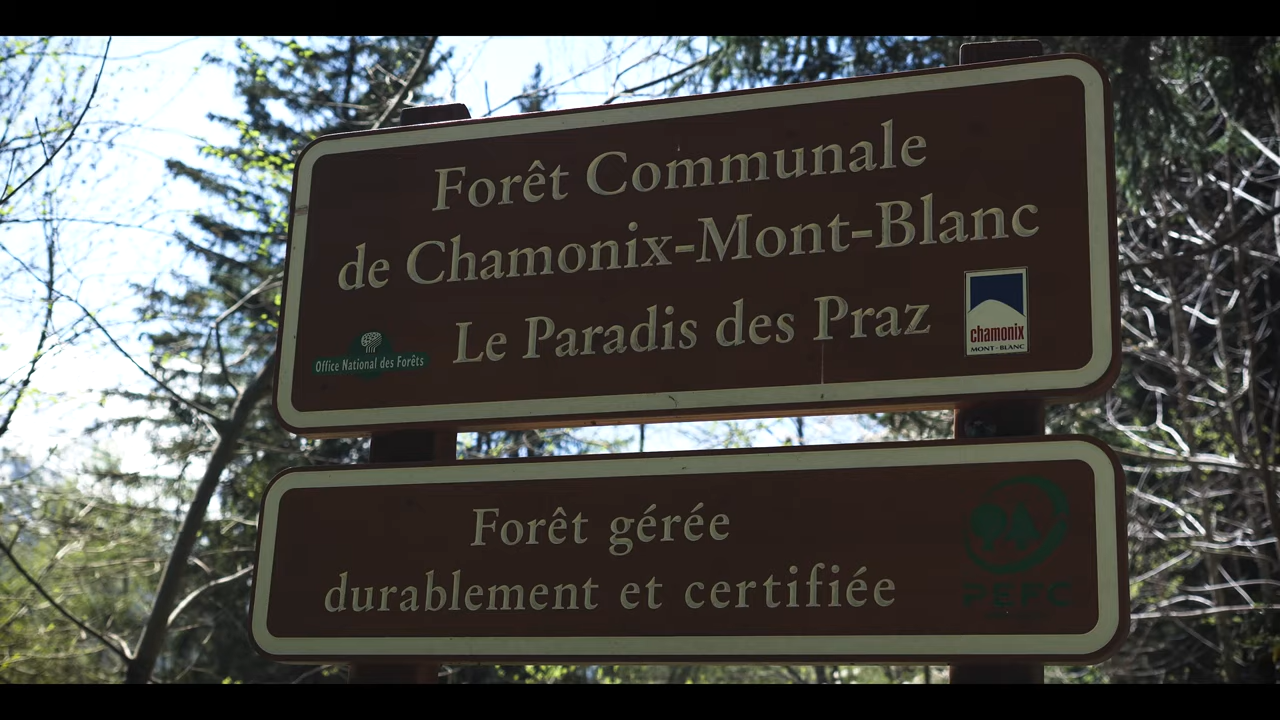 Forêt Communale
de Chamonix-Mont-Blanc
Le Paradis des Praz
Office National des Forêts
chamonix
MONT-BLANC
Forêt gérée
durablement et certifiée
PEFC